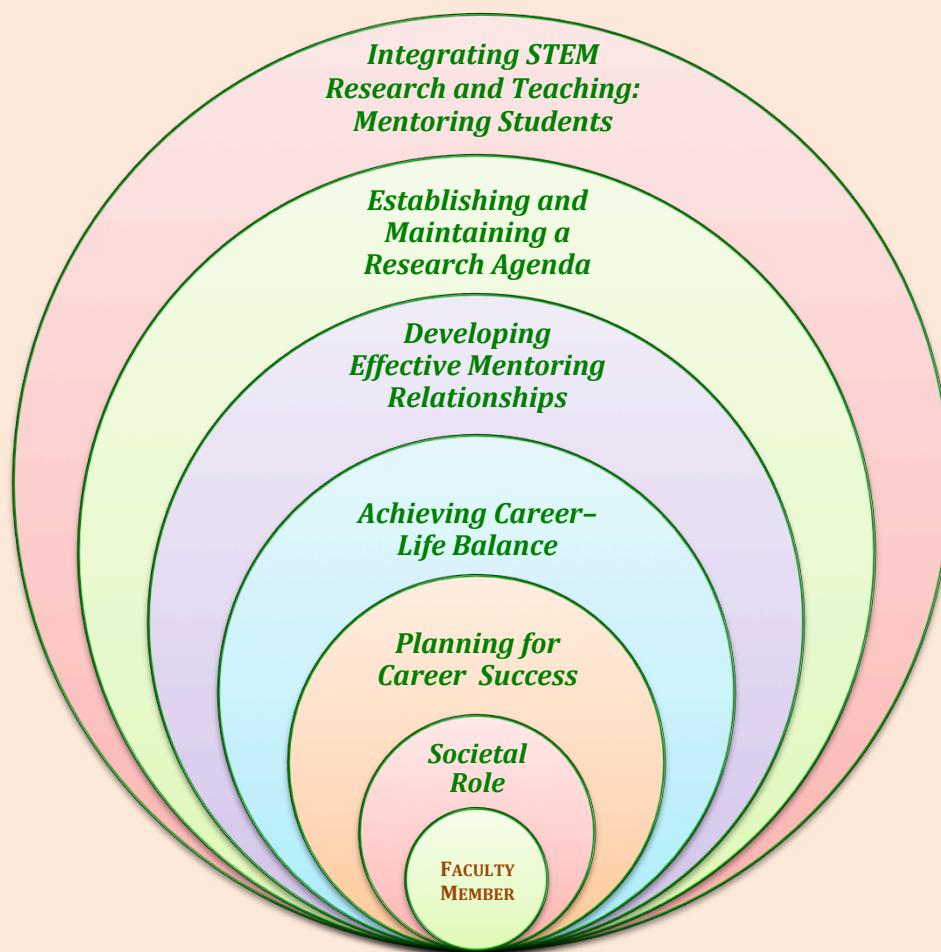 Integrating STEM
Research and Teaching:
Mentoring Students
Establishing and
Maintaining a
Research Agenda
Developing
Effective Mentoring
Relationships
Achieving Career–
Life Balance
Planning for
Career Success
Societal
Role
FACULTY
MEMBER